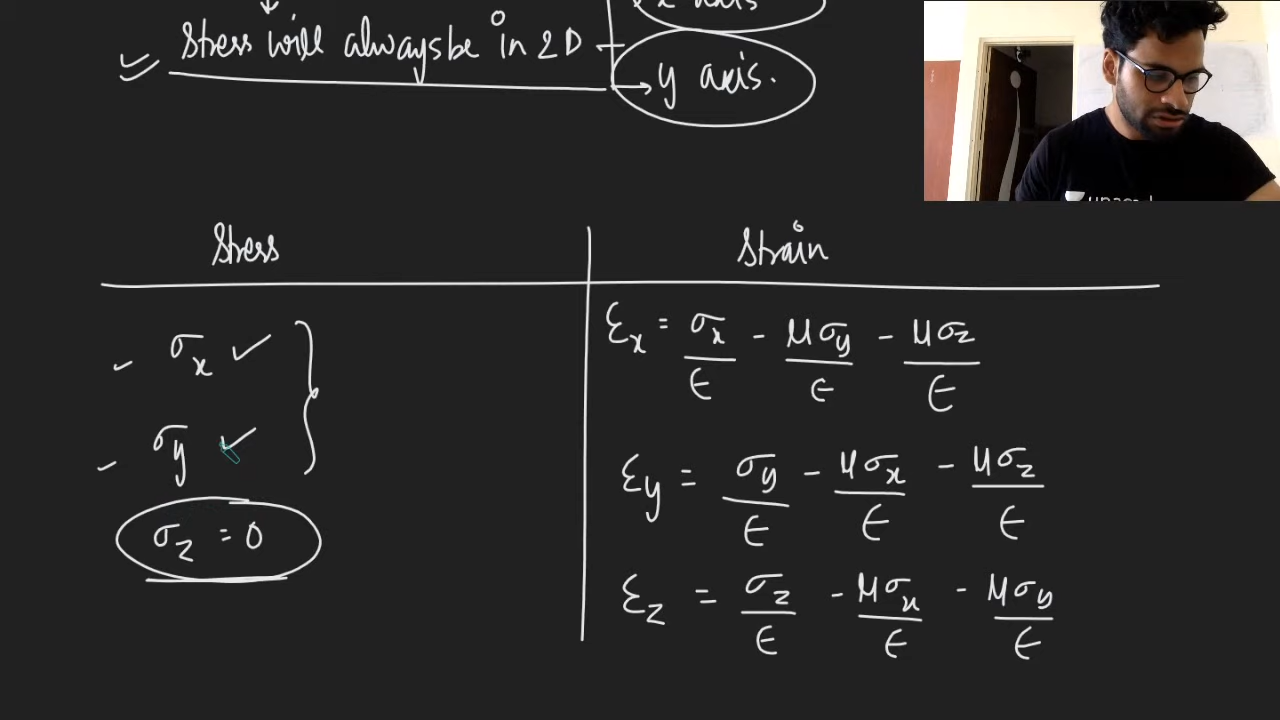 x axis
Stress will always be in 2D
y axis.
Stress
Strain
σx
εx = σx/E - μσy/E - μσz/E
σy
εy = σy/E - μσx/E - μσz/E
σz = 0
εz = σz/E - μσx/E - μσy/E